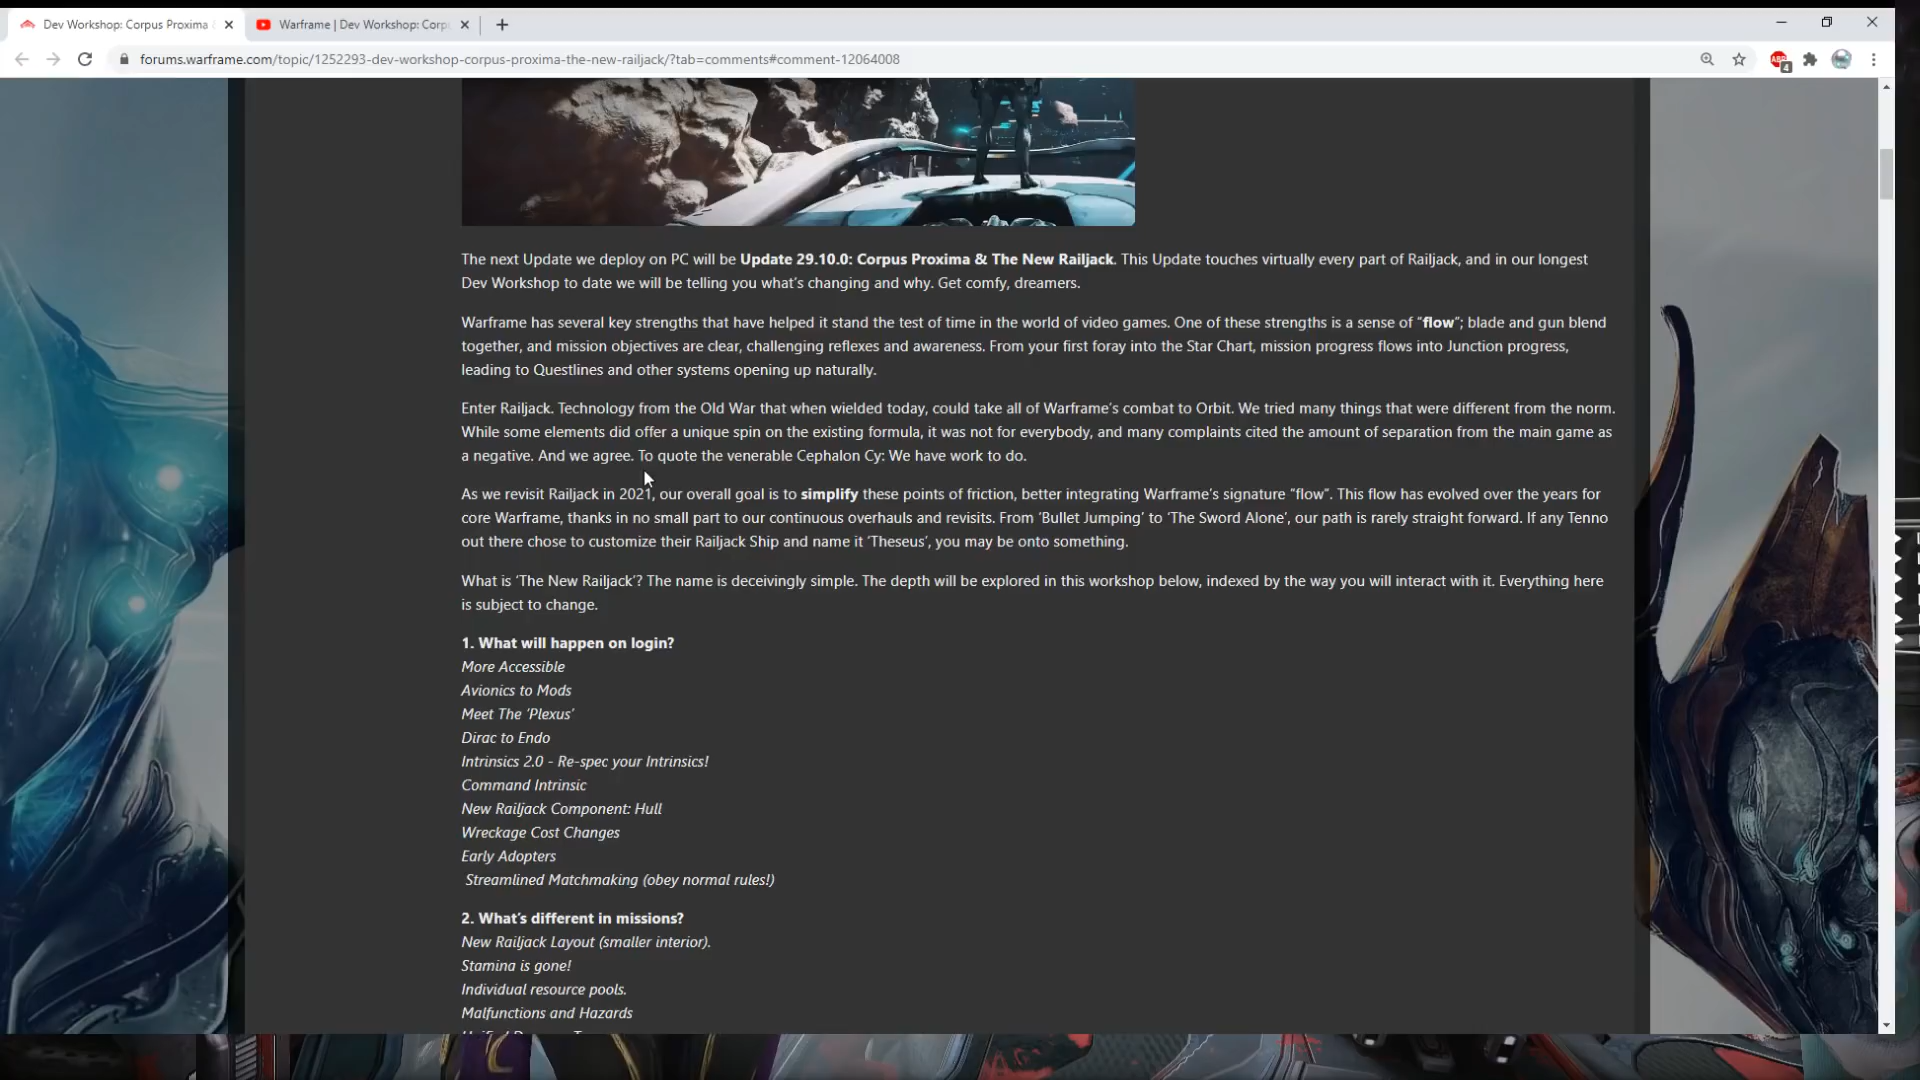 Dev Workshop: Corpus Proxima
Warframe | Dev Workshop: Corp
forums.warframe.com/topic/1252293-dev-workshop-corpus-proxima-the-new-railjack/?tab=comments#comment-12064008
ABP
4
The next Update we deploy on PC will be Update 29.10.0: Corpus Proxima & The New Railjack. This Update touches virtually every part of Railjack, and in our longest
Dev Workshop to date we will be telling you what's changing and why. Get comfy, dreamers.
Warframe has several key strengths that have helped it stand the test of time in the world of video games. One of these strengths is a sense of “flow”; blade and gun blend
together, and mission objectives are clear, challenging reflexes and awareness. From your first foray into the Star Chart, mission progress flows into Junction progress,
leading to Questlines and other systems opening up naturally.
Enter Railjack. Technology from the Old War that when wielded today, could take all of Warframe’s combat to Orbit. We tried many things that were different from the norm.
While some elements did offer a unique spin on the existing formula, it was not for everybody, and many complaints cited the amount of separation from the main game as
a negative. And we agree. To quote the venerable Cephalon Cy: We have work to do.
As we revisit Railjack in 2021, our overall goal is to simplify these points of friction, better integrating Warframe’s signature “flow”. This flow has evolved over the years for
core Warframe, thanks in no small part to our continuous overhauls and revisits. From ‘Bullet Jumping’ to ‘The Sword Alone’, our path is rarely straight forward. If any Tenno
out there chose to customize their Railjack Ship and name it ‘Theseus’, you may be onto something.
What is ‘The New Railjack’? The name is deceivingly simple. The depth will be explored in this workshop below, indexed by the way you will interact with it. Everything here
is subject to change.
1. What will happen on login?
More Accessible
Avionics to Mods
Meet The ‘Plexus’
Dirac to Endo
Intrinsics 2.0 - Re-spec your Intrinsics!
Command Intrinsic
New Railjack Component: Hull
Wreckage Cost Changes
Early Adopters
Streamlined Matchmaking (obey normal rules!)
2. What’s different in missions?
New Railjack Layout (smaller interior).
Stamina is gone!
Individual resource pools.
Malfunctions and Hazards